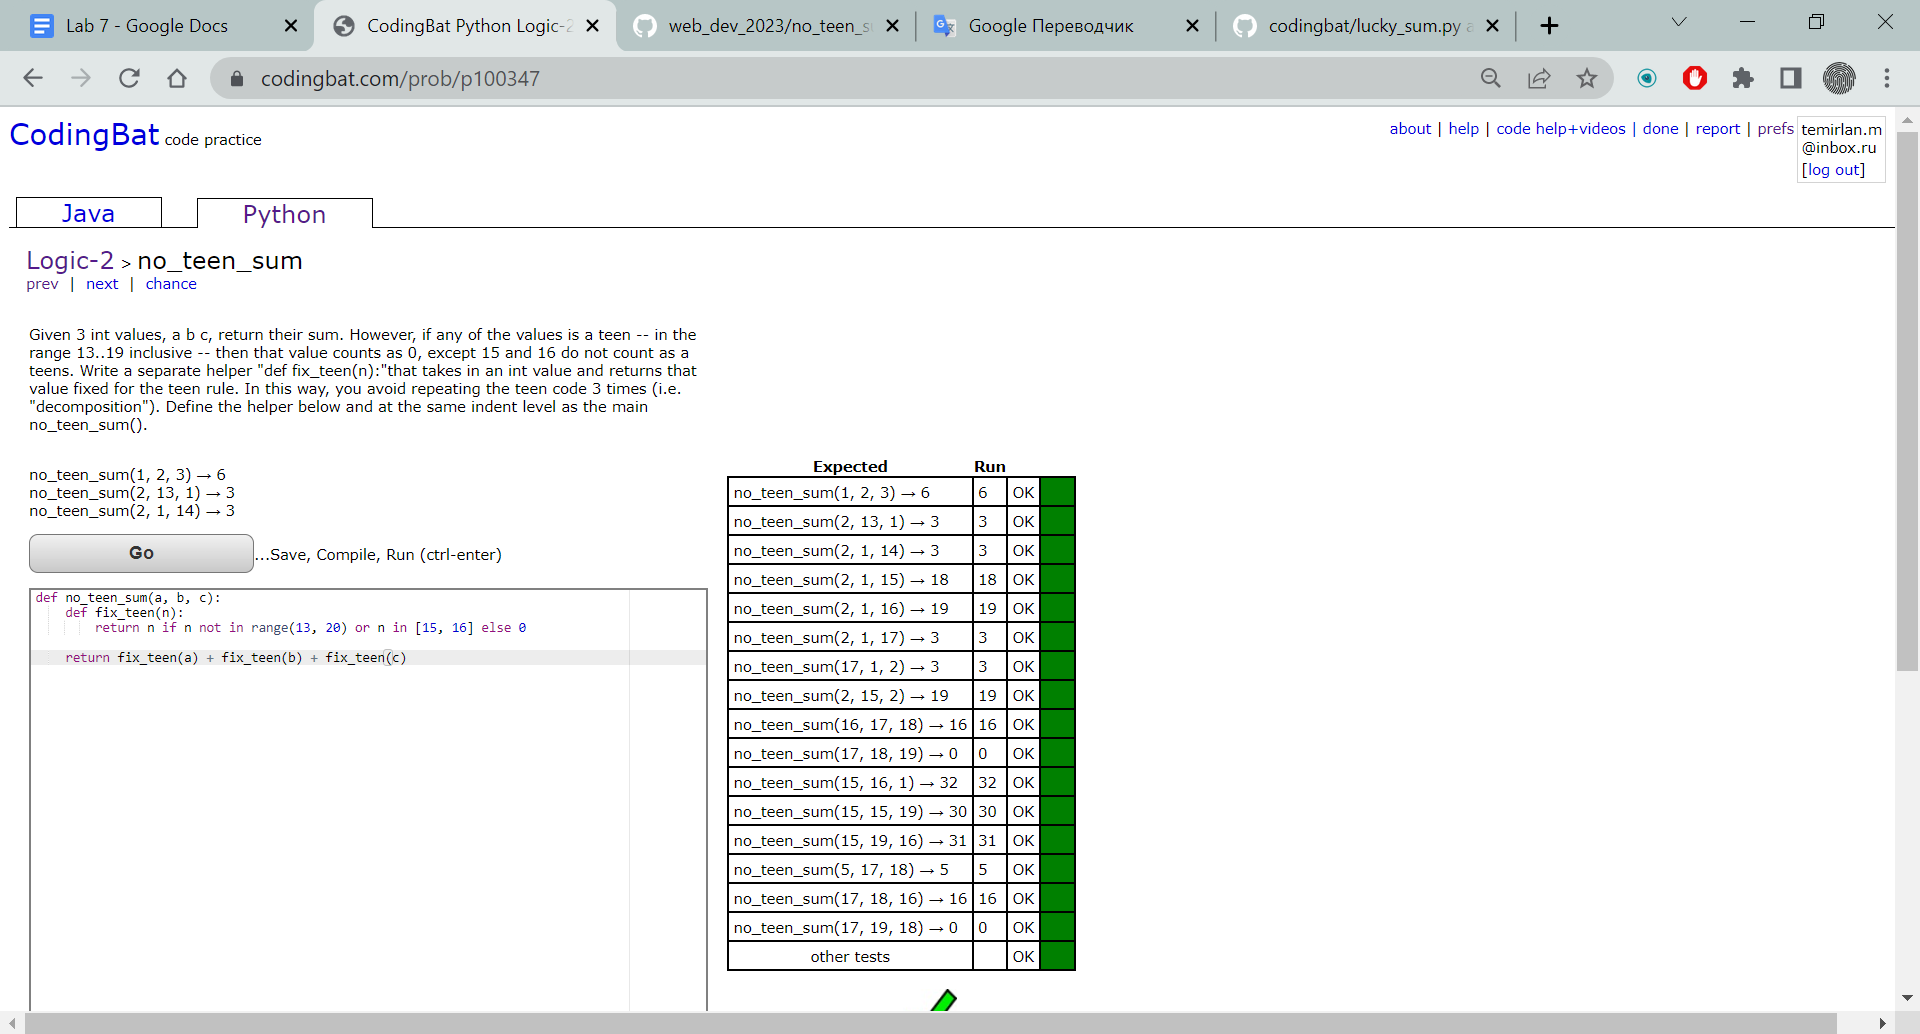 Lab 7 - Google Docs
CodingBat Python Logic-2
web_dev_2023/no_teen_s
Google Переводчик
codingbat/lucky_sum.py a
codingbat.com/prob/p100347
CodingBat code practice
about | help | code help+videos | done | report | prefs
temirlan.m
@inbox.ru
[log out]
Java
Python
Logic-2 > no_teen_sum
prev | next | chance
Given 3 int values, a b c, return their sum. However, if any of the values is a teen -- in the
range 13..19 inclusive -- then that value counts as 0, except 15 and 16 do not count as a
teens. Write a separate helper "def fix_teen(n):"that takes in an int value and returns that
value fixed for the teen rule. In this way, you avoid repeating the teen code 3 times (i.e.
"decomposition"). Define the helper below and at the same indent level as the main
no_teen_sum().
no_teen_sum(1, 2, 3) → 6
no_teen_sum(2, 13, 1) → 3
no_teen_sum(2, 1, 14) → 3
Go
...Save, Compile, Run (ctrl-enter)
def no_teen_sum(a, b, c):
    def fix_teen(n):
        return n if n not in range(13, 20) or n in [15, 16] else 0
    return fix_teen(a) + fix_teen(b) + fix_teen(c)
Expected Run
no_teen_sum(1, 2, 3) → 6 6 OK
no_teen_sum(2, 13, 1) → 3 3 OK
no_teen_sum(2, 1, 14) → 3 3 OK
no_teen_sum(2, 1, 15) → 18 18 OK
no_teen_sum(2, 1, 16) → 19 19 OK
no_teen_sum(2, 1, 17) → 3 3 OK
no_teen_sum(17, 1, 2) → 3 3 OK
no_teen_sum(2, 15, 2) → 19 19 OK
no_teen_sum(16, 17, 18) → 16 16 OK
no_teen_sum(17, 18, 19) → 0 0 OK
no_teen_sum(15, 16, 1) → 32 32 OK
no_teen_sum(15, 15, 19) → 30 30 OK
no_teen_sum(15, 19, 16) → 31 31 OK
no_teen_sum(5, 17, 18) → 5 5 OK
no_teen_sum(17, 18, 16) → 16 16 OK
no_teen_sum(17, 19, 18) → 0 0 OK
other tests OK